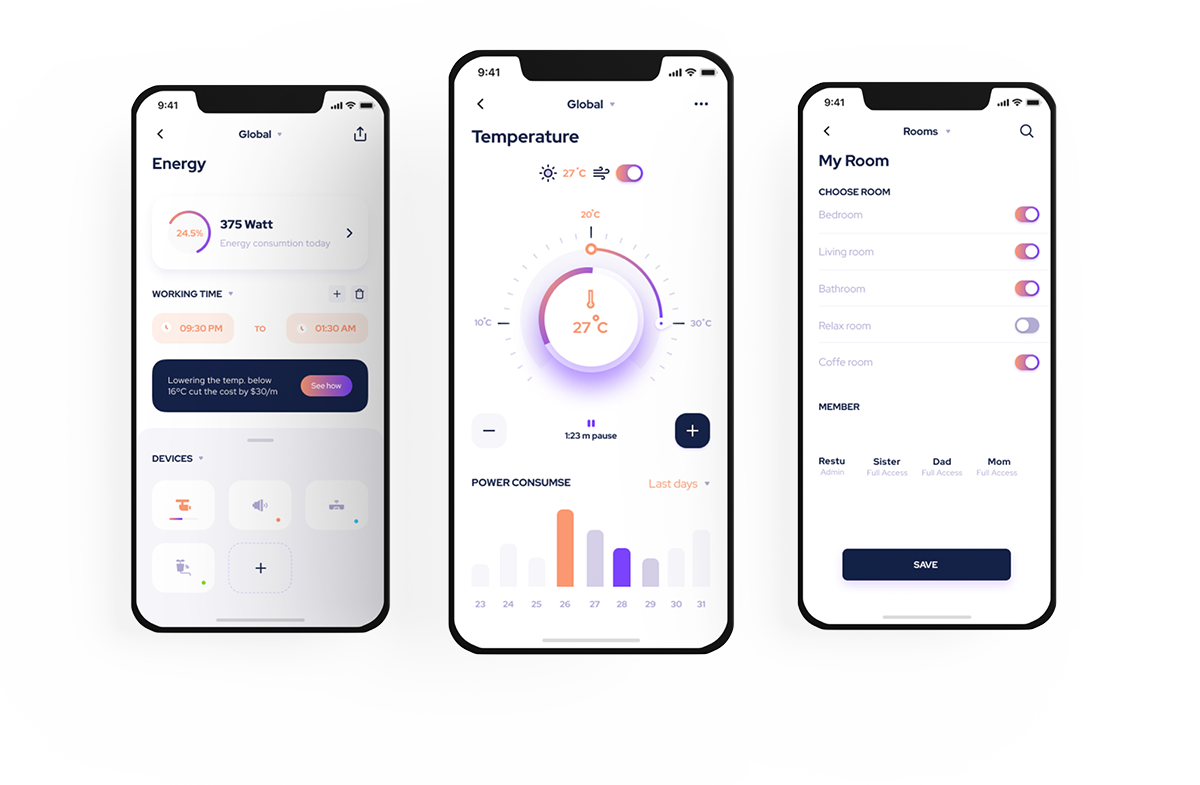 9:41
Global
Energy
24.5%
375 Watt
Energy consumtion today
WORKING TIME
09:30 PM
TO
01:30 AM
Lowering the temp. below
16ºC cut the cost by $30/m
See how
DEVICES
9:41
Global
Temperature
27°C
20°C
10°C
30°C
27°C
1:23 m pause
POWER CONSUMSE
Last days
23 24 25 26 27 28 29 30 31
9:41
Rooms
My Room
CHOOSE ROOM
Bedroom
Living room
Bathroom
Relax room
Coffe room
MEMBER
Restu Sister Dad Mom
Admin Full Access Full Access Full Access
SAVE